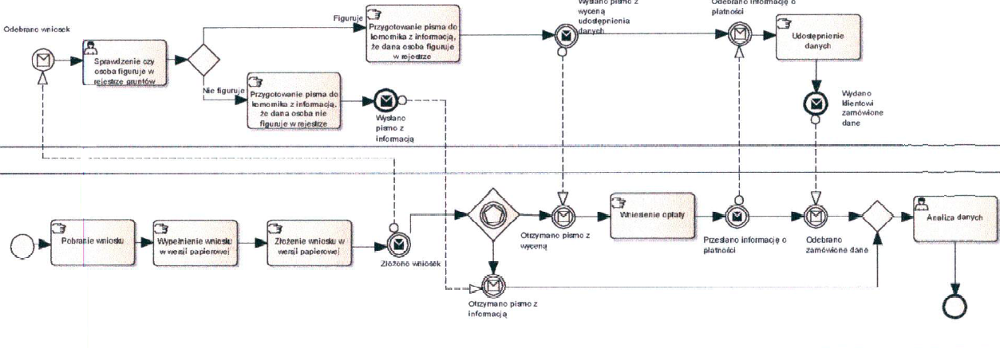 Wysłano pismo z
wyceną
udostępnienia
danych
Odebrano informację o
płatności
Figuruje
Odebrano wniosek
Przygotowanie pisma do
komornika z informacją,
że dana osoba figuruje
w rejestrze
Udostępnienie
danych
Sprawdzenie czy
osoba figuruje w
rejestrze gruntów
Nie figuruje
Przygotowanie pisma do
komornika z informacją,
że dana osoba nie
figuruje w rejestrze
Wysłano
pismo z
informacją
Wydano
klientowi
zamówione
dane
Pobranie wniosku
Wypełnienie wniosku
w wersji papierowej
Złożenie wniosku w
wersji papierowej
Złożono wniosek
Otrzymano pismo z
wyceną
Wniesienie opłaty
Przesłano informację o
płatności
Odebrano
zamówione dane
Analiza danych
Otrzymano pismo z
informacją